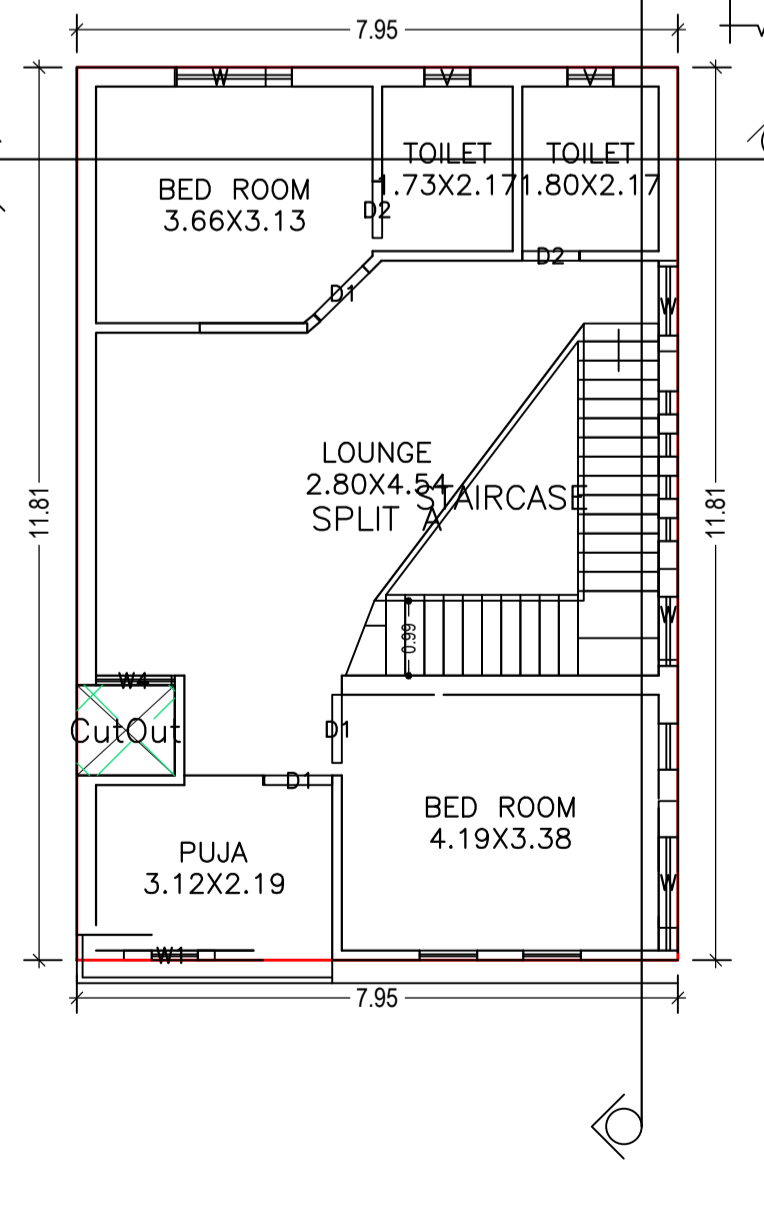 7.95
W
V
V
TOILET
1.73X2.17
TOILET
1.80X2.17
BED ROOM
3.66X3.13
D2
D2
D1
W
LOUNGE
2.80X4.54
SPLIT A
STAIRCASE
11.81
11.81
0.99
W
W4
CutOut
D1
D1
BED ROOM
4.19X3.38
PUJA
3.12X2.19
W
W1
7.95